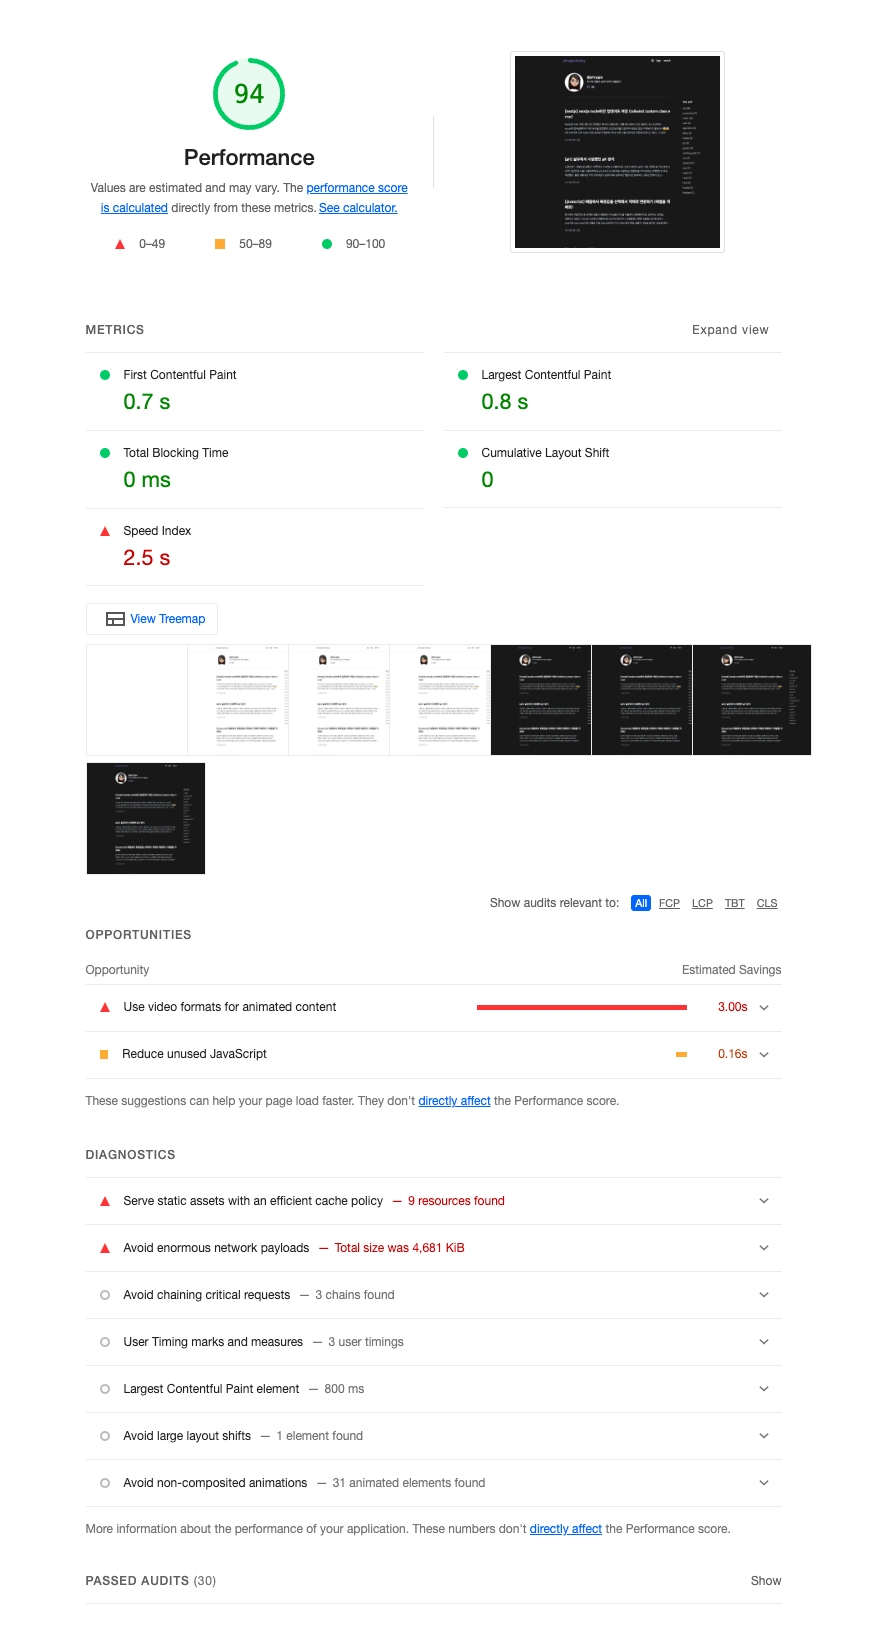 94
Performance
Values are estimated and may vary. The performance score
is calculated directly from these metrics. See calculator.
0–49
50–89
90–100
METRICS
Expand view
First Contentful Paint
0.7 s
Largest Contentful Paint
0.8 s
Total Blocking Time
0 ms
Cumulative Layout Shift
0
Speed Index
2.5 s
View Treemap
Show audits relevant to: All FCP LCP TBT CLS
OPPORTUNITIES
Opportunity
Estimated Savings
Use video formats for animated content
3.00s
Reduce unused JavaScript
0.16s
These suggestions can help your page load faster. They don't directly affect the Performance score.
DIAGNOSTICS
Serve static assets with an efficient cache policy — 9 resources found
Avoid enormous network payloads — Total size was 4,681 KiB
Avoid chaining critical requests — 3 chains found
User Timing marks and measures — 3 user timings
Largest Contentful Paint element — 800 ms
Avoid large layout shifts — 1 element found
Avoid non-composited animations — 31 animated elements found
More information about the performance of your application. These numbers don't directly affect the Performance score.
PASSED AUDITS (30)
Show